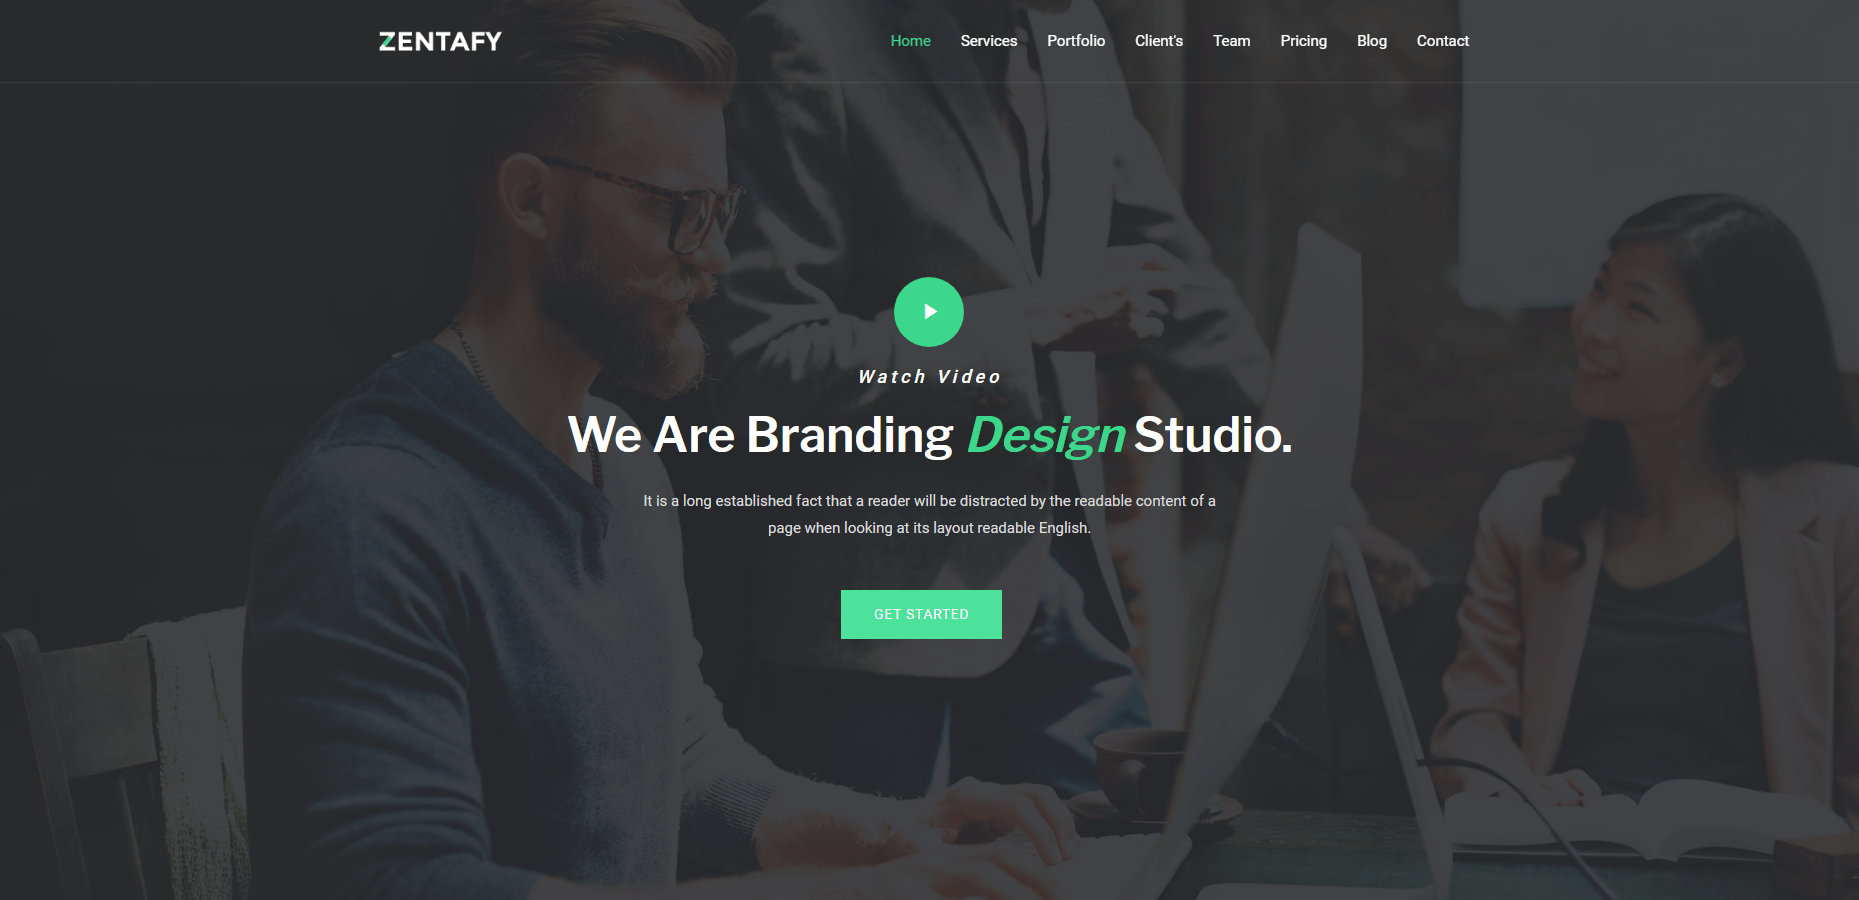 ZENTAFY
Home Services Portfolio Client's Team Pricing Blog Contact
Watch Video
We Are Branding Design Studio.
It is a long established fact that a reader will be distracted by the readable content of a
page when looking at its layout readable English.
GET STARTED